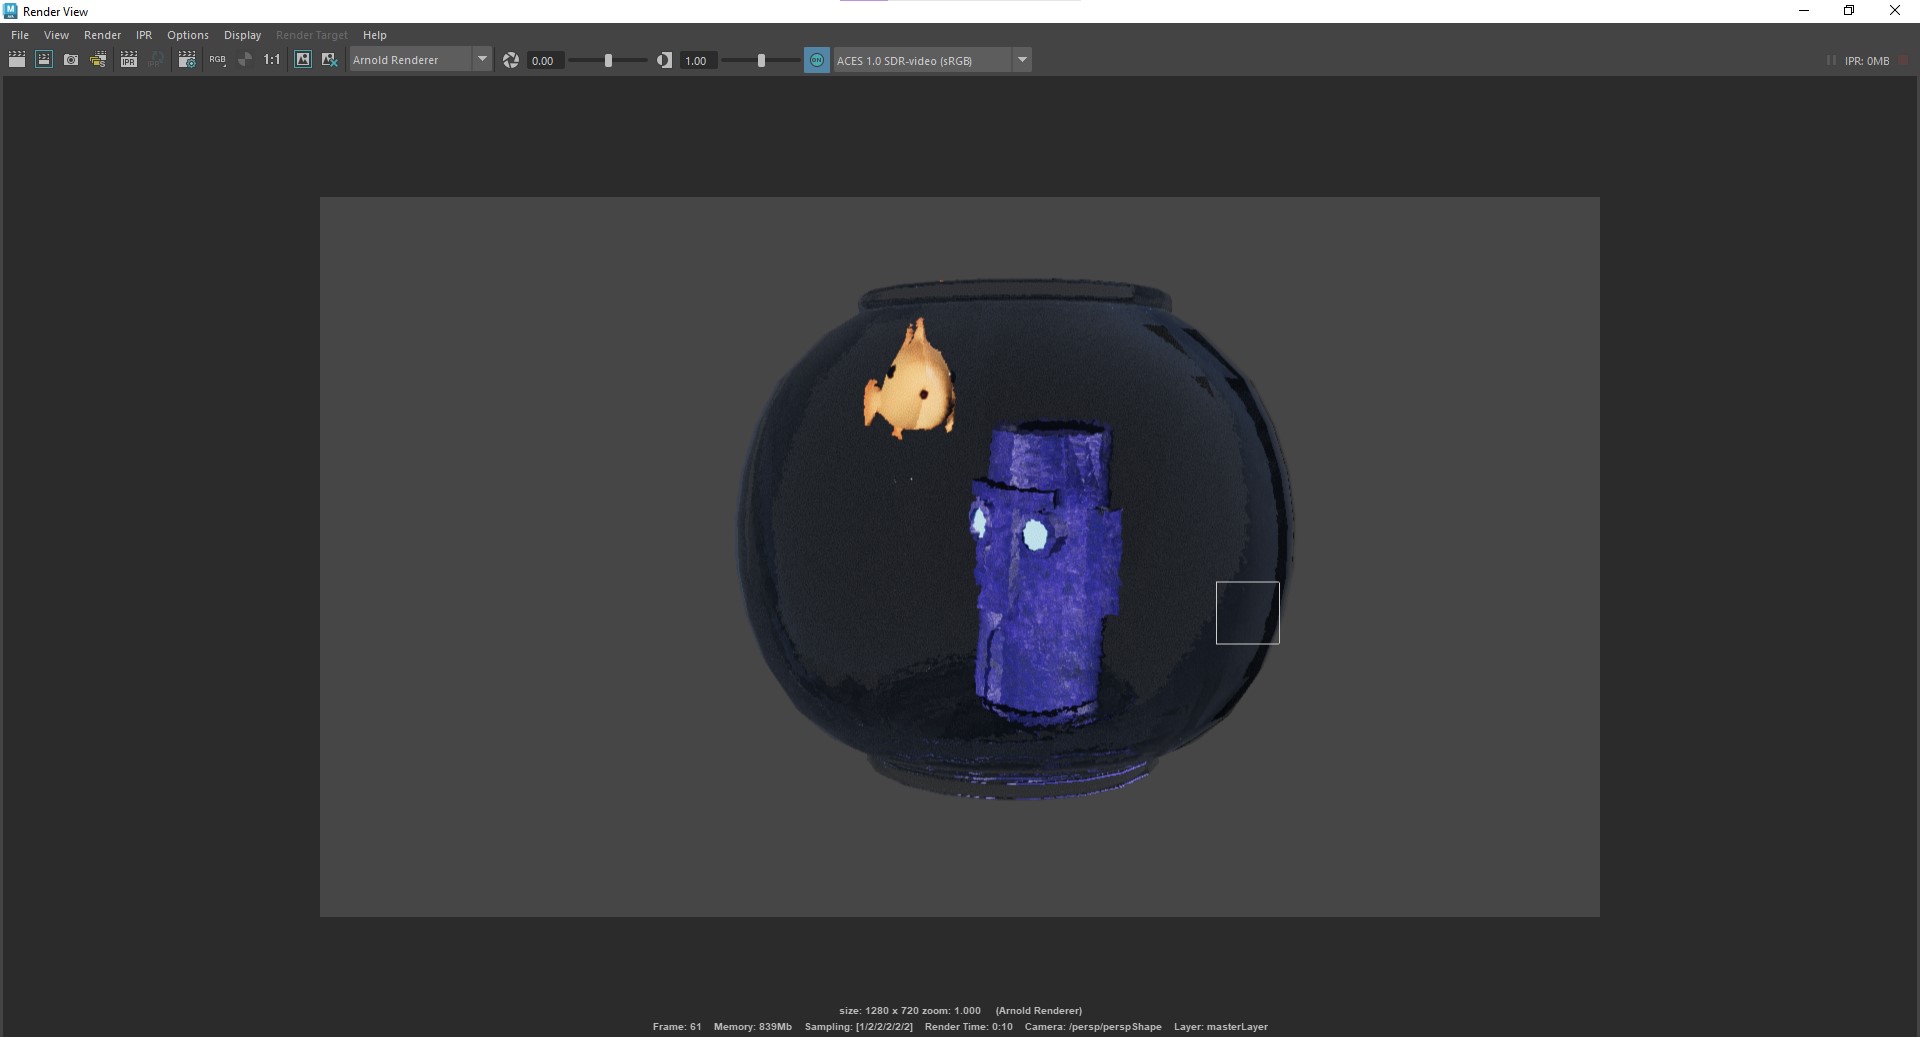 Render View
File View Render IPR Options Display Render Target Help
IPR RGB 1:1 Arnold Renderer 0.00 1.00 ON ACES 1.0 SDR-video (sRGB) IPR: 0MB
size: 1280 x 720 zoom: 1.000 (Arnold Renderer)
Frame: 61 Memory: 839Mb Sampling: [1/2/2/2/2/2] Render Time: 0:10 Camera: /persp/perspShape Layer: masterLayer